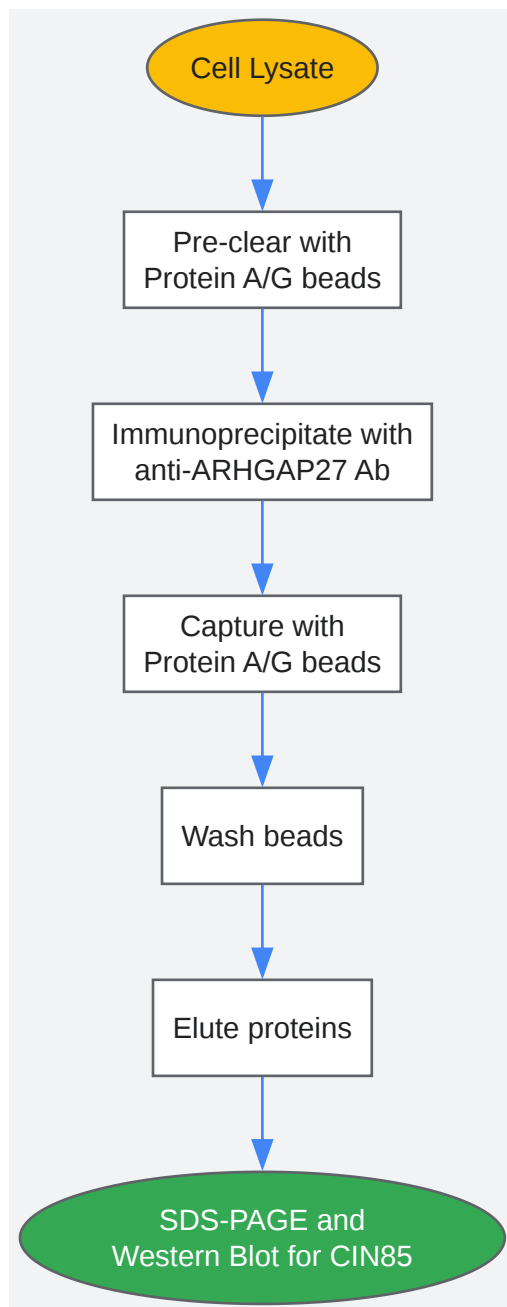 Cell Lysate
Pre-clear with
Protein A/G beads
Immunoprecipitate with
anti-ARHGAP27 Ab
Capture with
Protein A/G beads
Wash beads
Elute proteins
SDS-PAGE and
Western Blot for CIN85